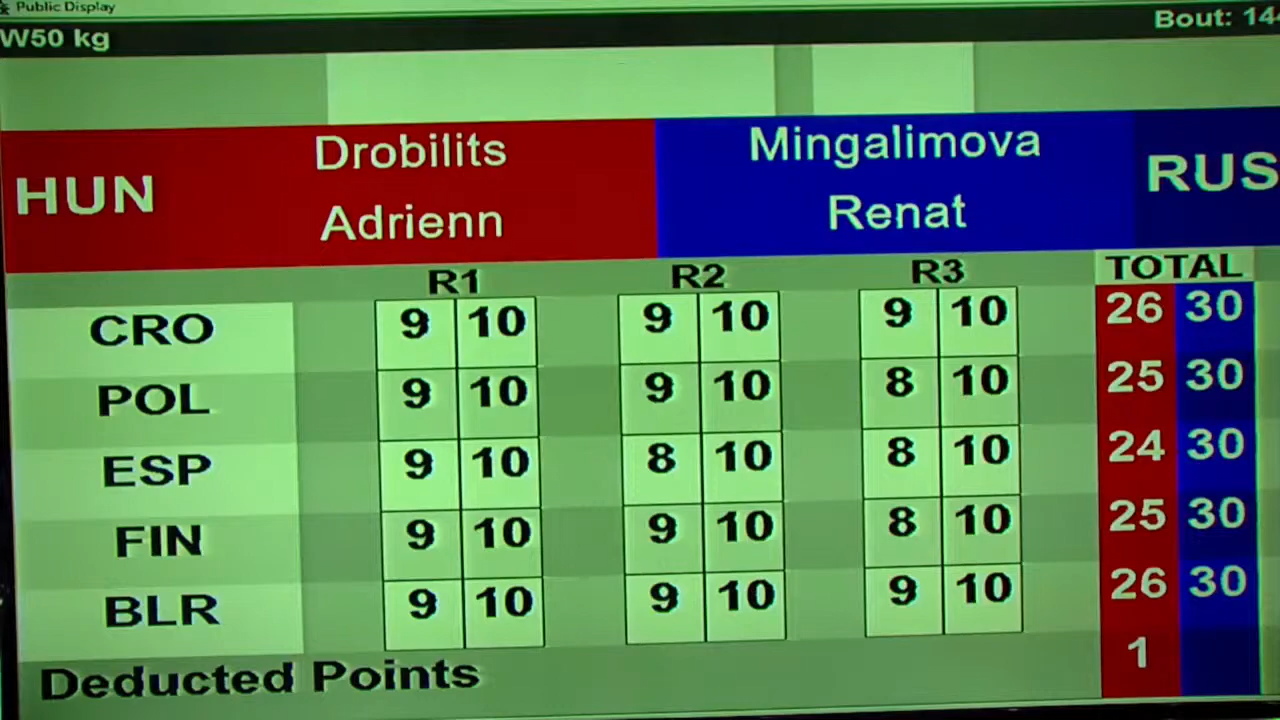 Public Display
W50 kg
Bout: 14
HUN
Drobilits
Adrienn
Mingalimova
Renat
RUS
R1 R2 R3 TOTAL
CRO 9 10 9 10 9 10 26 30
POL 9 10 9 10 8 10 25 30
ESP 9 10 8 10 8 10 24 30
FIN 9 10 9 10 8 10 25 30
BLR 9 10 9 10 9 10 26 30
Deducted Points 1